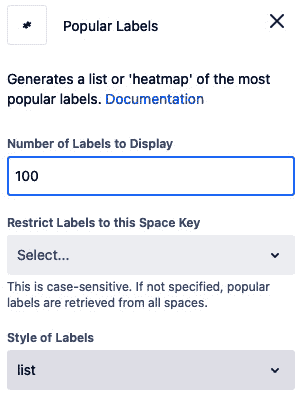 Popular Labels
Generates a list or 'heatmap' of the most
popular labels. Documentation
Number of Labels to Display
100
Restrict Labels to this Space Key
Select...
This is case-sensitive. If not specified, popular
labels are retrieved from all spaces.
Style of Labels
list